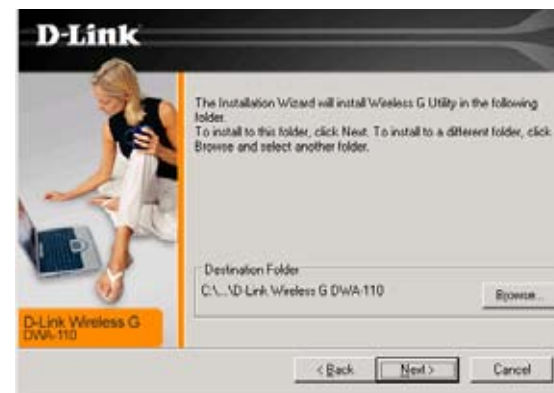 D-Link
The Installation Wizard will install Wireless G Utility in the following
folder.
To install to this folder, click Next. To install to a different folder, click
Browse and select another folder.
Destination Folder
C:\...\D-Link Wireless G DWA-110
Browse...
D-Link Wireless G
DWA-110
< Back
Next >
Cancel